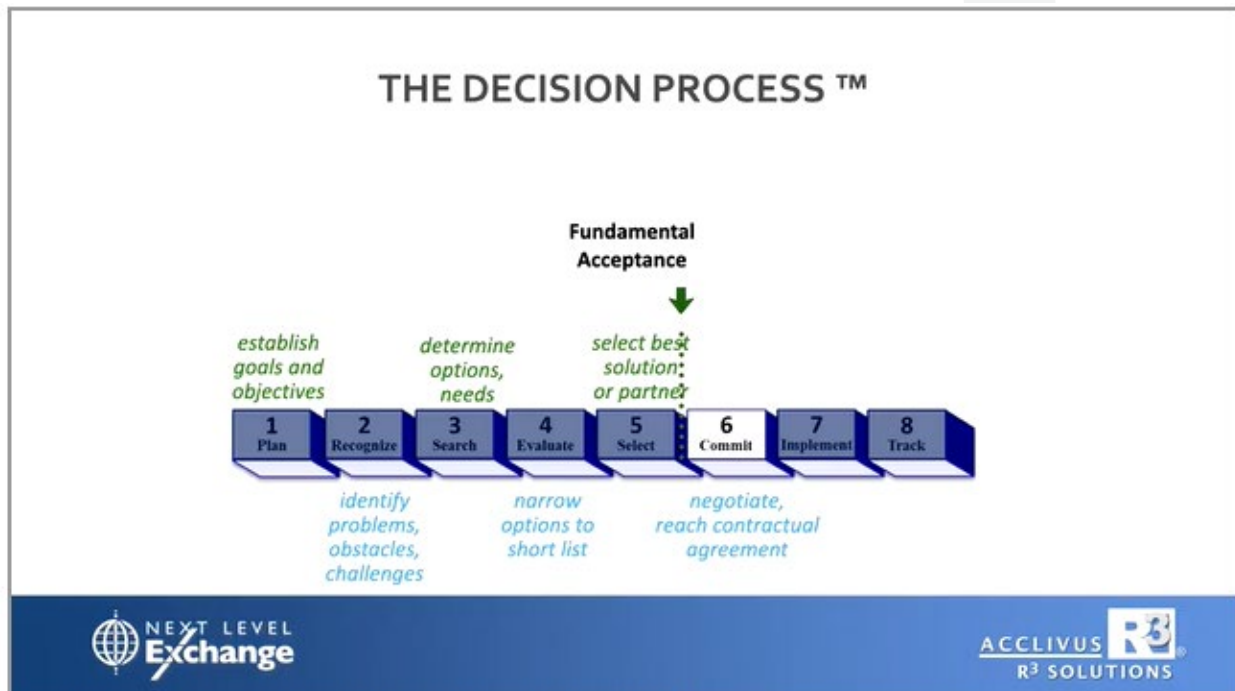 THE DECISION PROCESS ™
Fundamental
Acceptance
establish
goals and
objectives
determine
options,
needs
select best
solution
or partner
1
Plan
2
Recognize
3
Search
4
Evaluate
5
Select
6
Commit
7
Implement
8
Track
identify
problems,
obstacles,
challenges
narrow
options to
short list
negotiate,
reach contractual
agreement
NEXT LEVEL
Exchange
ACCLIVUS R3®
R³ SOLUTIONS